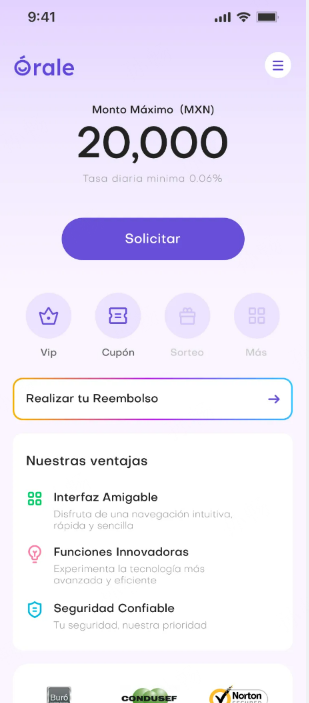 9:41
Órale
Monto Máximo (MXN)
20,000
Tasa diaria minima 0.06%
Solicitar
Vip Cupón Sorteo Más
Realizar tu Reembolso
Nuestras ventajas
Interfaz Amigable
Disfruta de una navegación intuitiva,
rápida y sencilla
Funciones Innovadoras
Experimenta la tecnología más
avanzada y eficiente
Seguridad Confiable
Tu seguridad, nuestra prioridad
Buró CONDUSEF Norton
SECURED